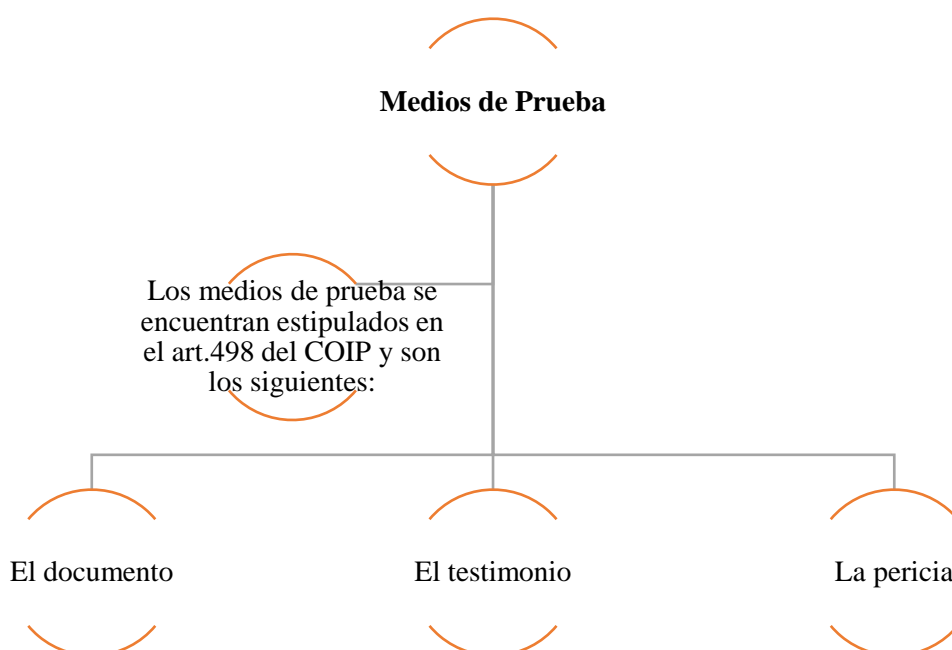 Medios de Prueba
Los medios de prueba se
encuentran estipulados en
el art.498 del COIP y son
los siguientes:
El documento
El testimonio
La pericia